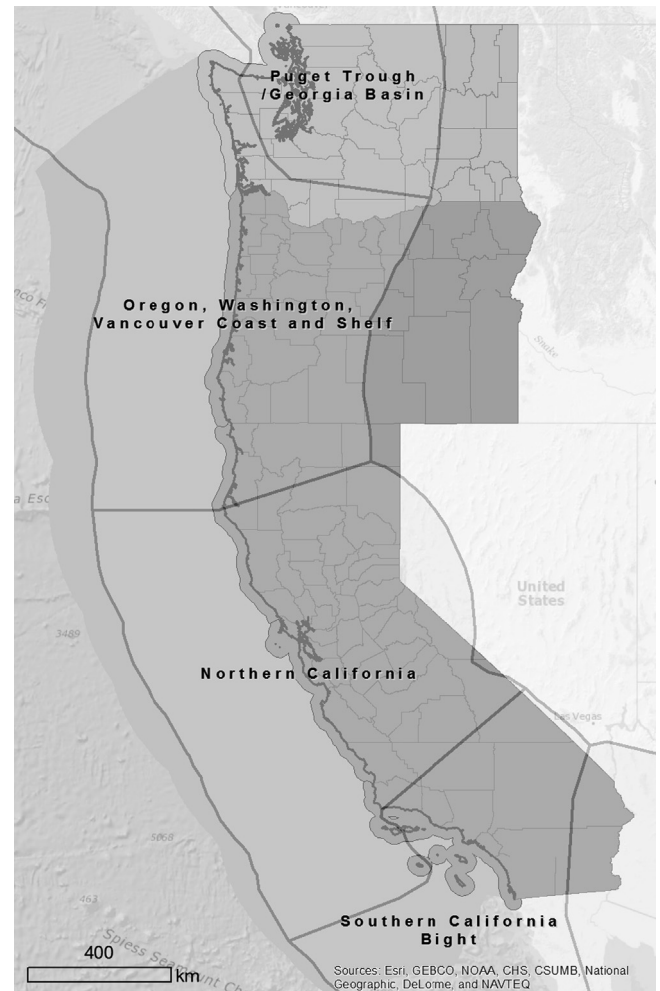 Puget Trough
/Georgia Basin
Oregon, Washington,
Vancouver Coast and Shelf
Snake
United
States
3489
Northern California
Las Vegas
5068
463
Southern California
Bight
400
km
Sources: Esri, GEBCO, NOAA, CHS, CSUMB, National
Geographic, DeLorme, and NAVTEQ